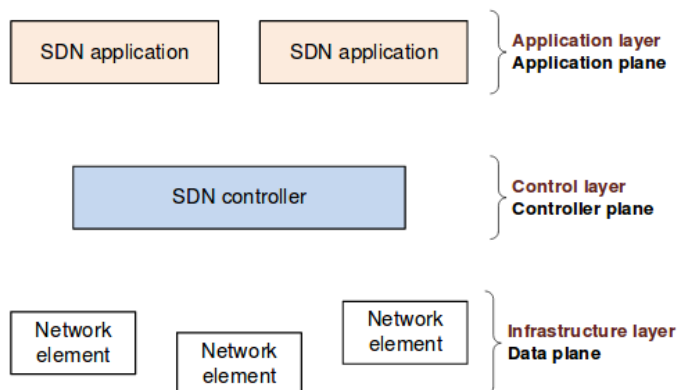 SDN application
SDN application
Application layer
Application plane
SDN controller
Control layer
Controller plane
Network
element
Network
element
Network
element
Infrastructure layer
Data plane